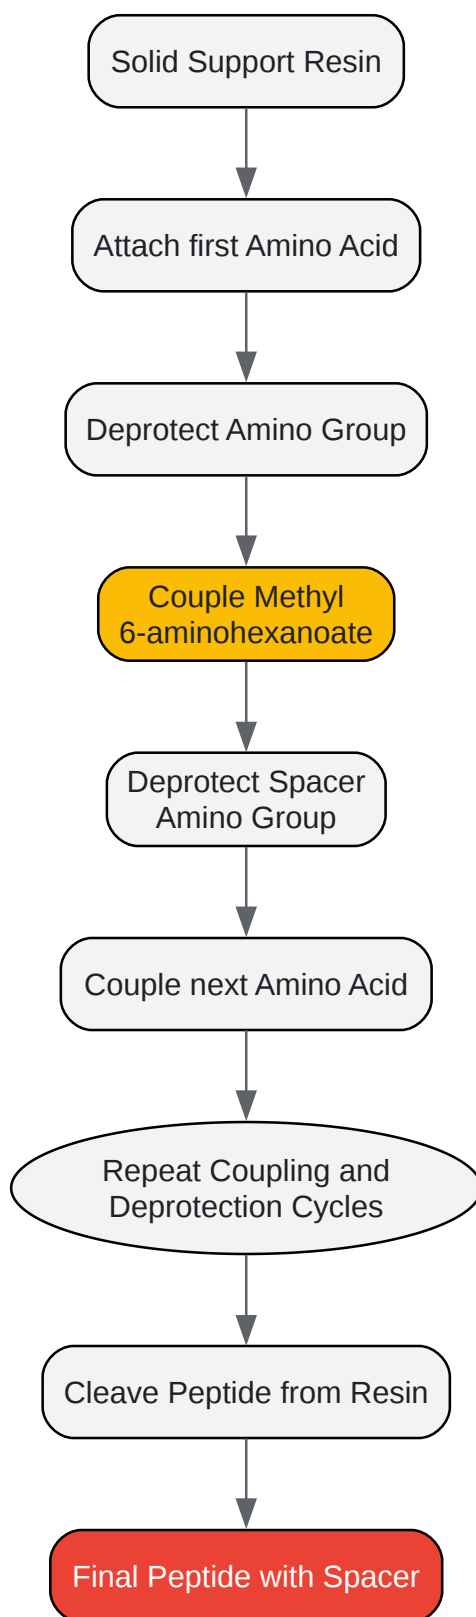 Solid Support Resin
Attach first Amino Acid
Deprotect Amino Group
Couple Methyl
6-aminohexanoate
Deprotect Spacer
Amino Group
Couple next Amino Acid
Repeat Coupling and
Deprotection Cycles
Cleave Peptide from Resin
Final Peptide with Spacer